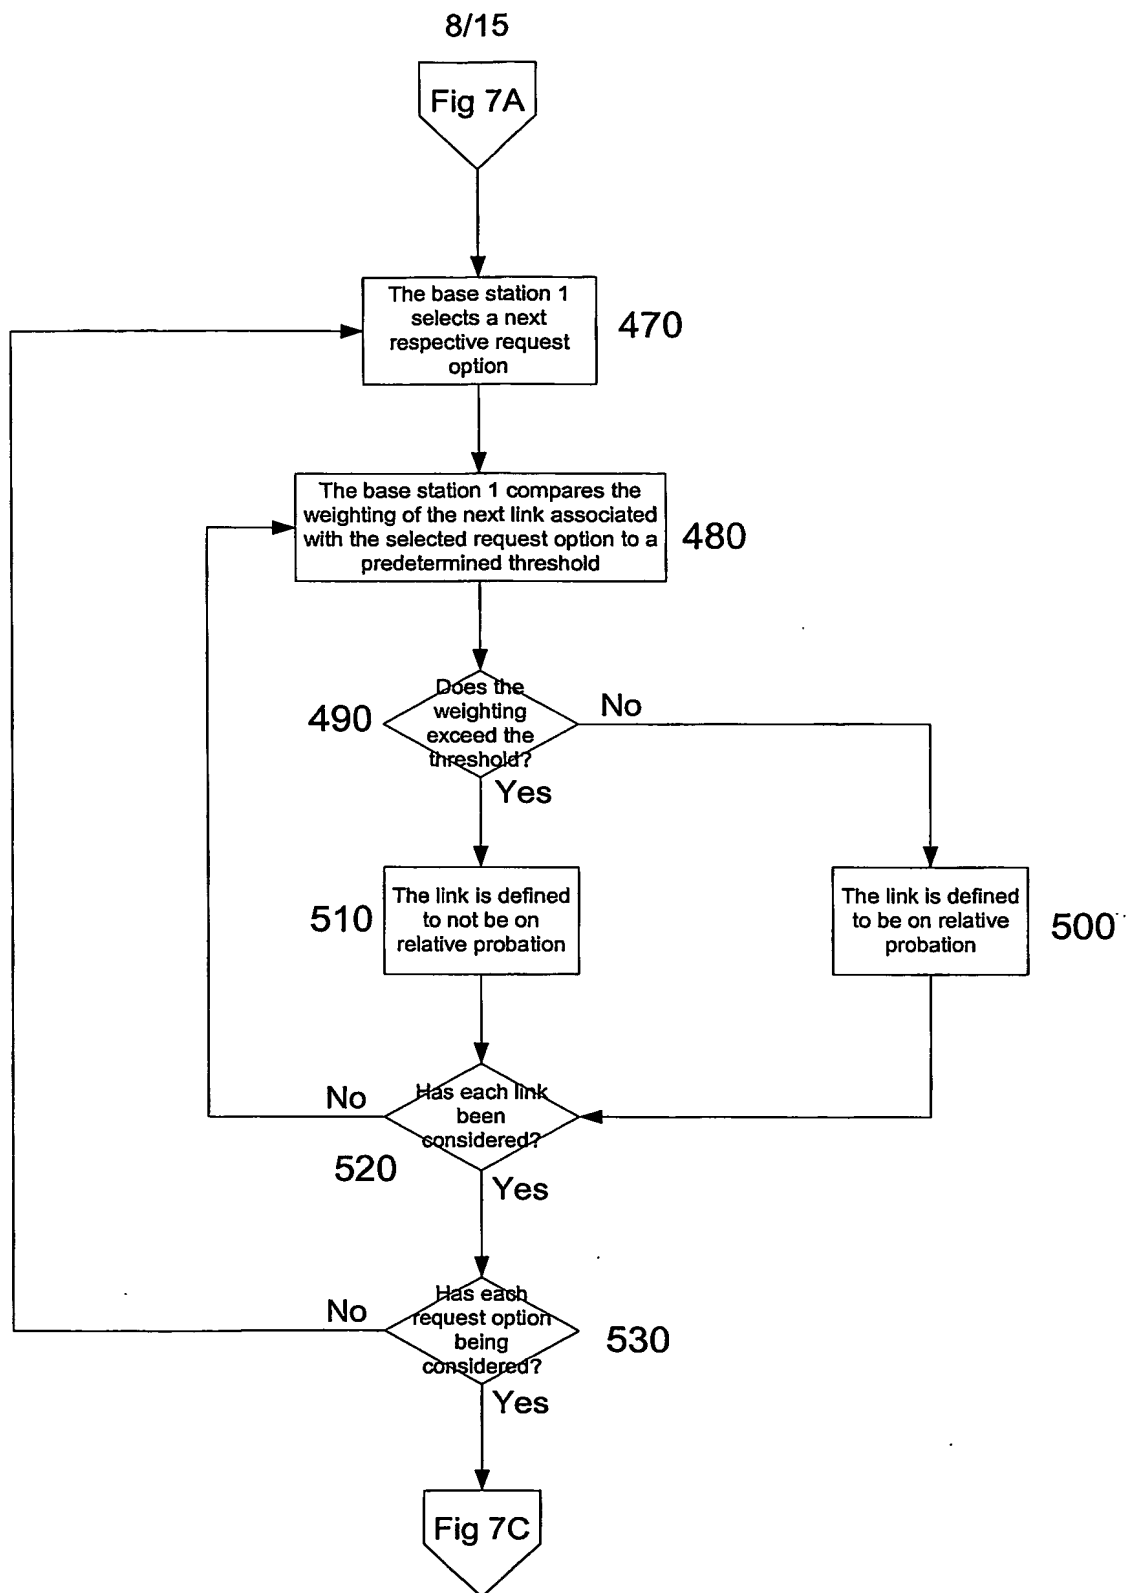 8/15
Fig 7A
The base station 1
selects a next
respective request
option
470
The base station 1 compares the
weighting of the next link associated
with the selected request option to a
predetermined threshold
480
Does the
weighting
exceed the
threshold?
490
No
Yes
The link is defined
to not be on
relative probation
510
The link is defined
to be on relative
probation
500
Has each link
been
considered?
No
520
Yes
Has each
request option
being
considered?
No
530
Yes
Fig 7C